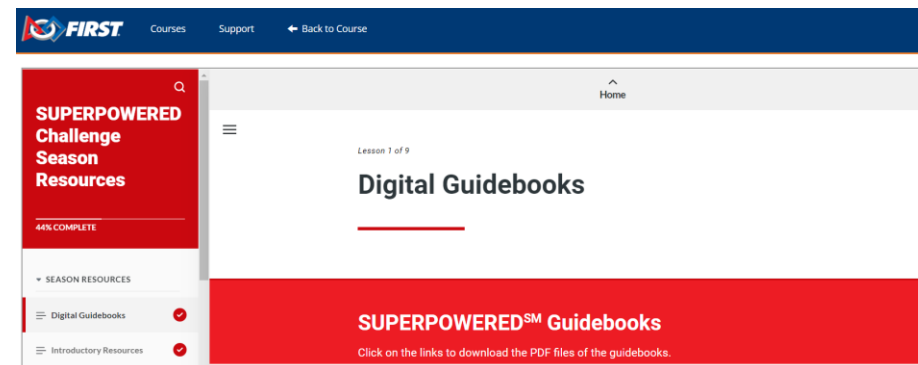 FIRST. Courses Support Back to Course
SUPERPOWERED
Challenge
Season
Resources
44% COMPLETE
SEASON RESOURCES
Digital Guidebooks
Introductory Resources
Home
Lesson 1 of 9
Digital Guidebooks
SUPERPOWERED℠ Guidebooks
Click on the links to download the PDF files of the guidebooks.